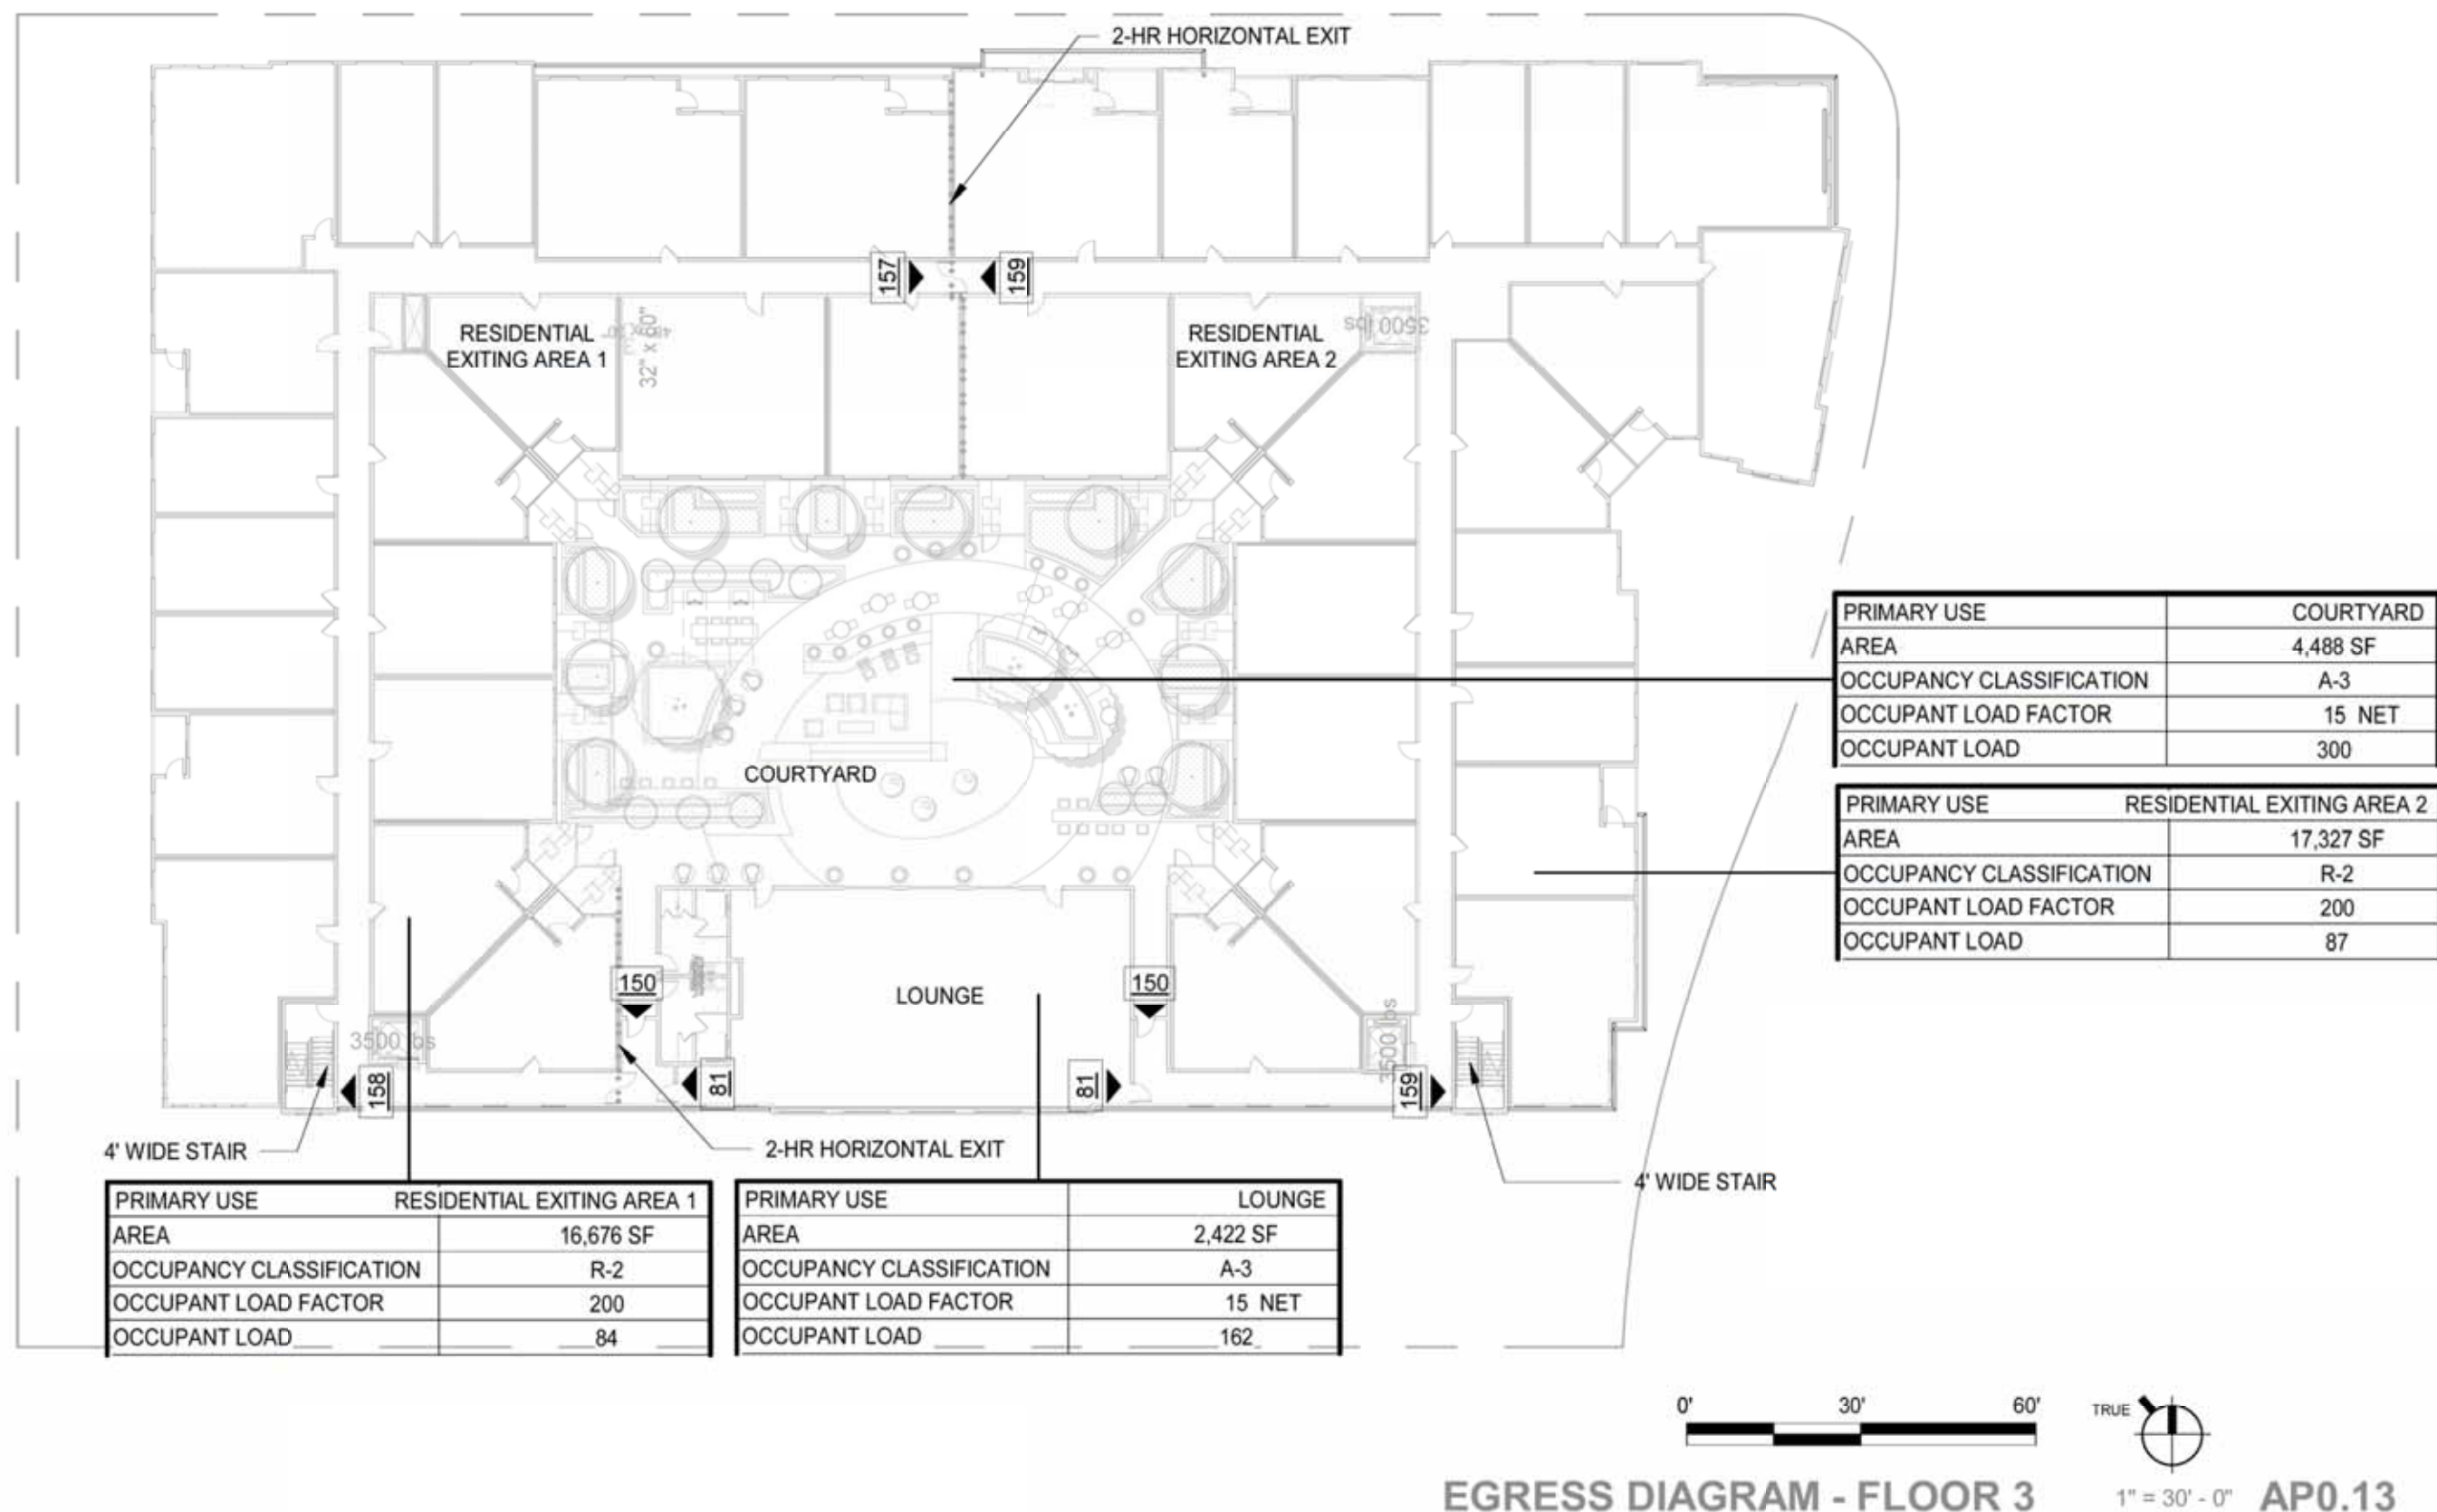 2-HR HORIZONTAL EXIT
157
159
RESIDENTIAL
EXITING AREA 1
32" X 60"
RESIDENTIAL
EXITING AREA 2
3500 lbs
COURTYARD
PRIMARY USE COURTYARD
AREA 4,488 SF
OCCUPANCY CLASSIFICATION A-3
OCCUPANT LOAD FACTOR 15 NET
OCCUPANT LOAD 300
PRIMARY USE RESIDENTIAL EXITING AREA 2
AREA 17,327 SF
OCCUPANCY CLASSIFICATION R-2
OCCUPANT LOAD FACTOR 200
OCCUPANT LOAD 87
150
LOUNGE
150
3500 lbs
3500 lbs
158
81
81
159
4' WIDE STAIR
2-HR HORIZONTAL EXIT
4' WIDE STAIR
PRIMARY USE RESIDENTIAL EXITING AREA 1
AREA 16,676 SF
OCCUPANCY CLASSIFICATION R-2
OCCUPANT LOAD FACTOR 200
OCCUPANT LOAD 84
PRIMARY USE LOUNGE
AREA 2,422 SF
OCCUPANCY CLASSIFICATION A-3
OCCUPANT LOAD FACTOR 15 NET
OCCUPANT LOAD 162
0' 30' 60'
TRUE
EGRESS DIAGRAM - FLOOR 3
1" = 30' - 0"
AP0.13